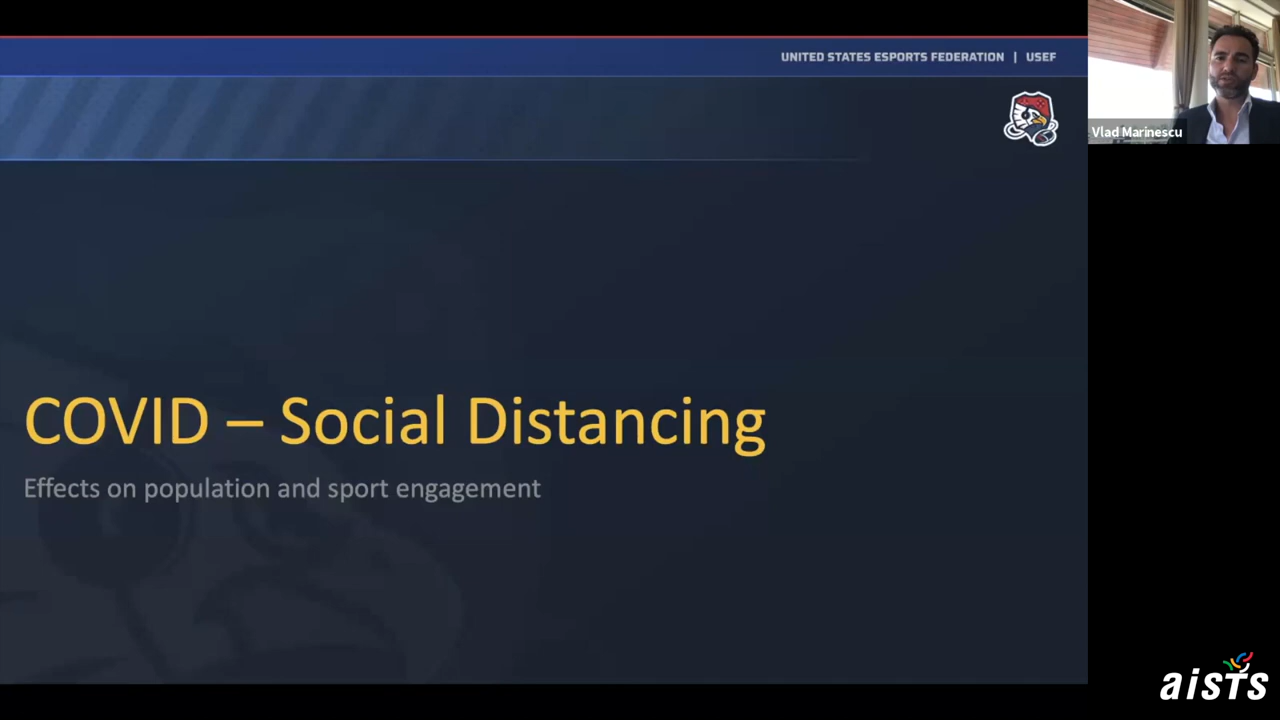 UNITED STATES ESPORTS FEDERATION | USEF
Vlad Marinescu
COVID – Social Distancing
Effects on population and sport engagement
aisTs